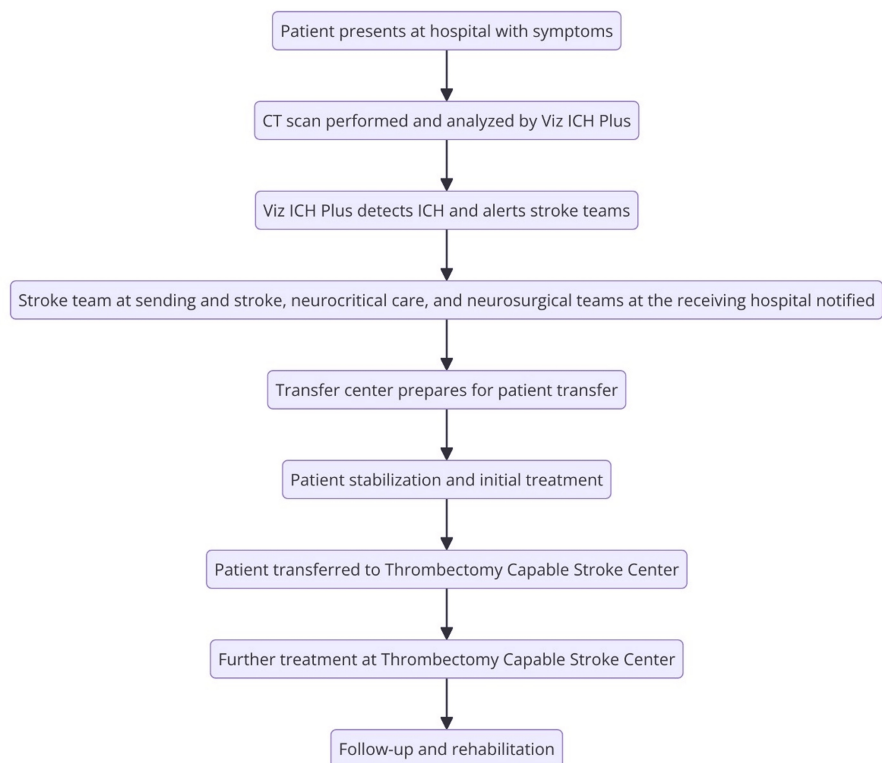 Patient presents at hospital with symptoms
CT scan performed and analyzed by Viz ICH Plus
Viz ICH Plus detects ICH and alerts stroke teams
Stroke team at sending and stroke, neurocritical care, and neurosurgical teams at the receiving hospital notified
Transfer center prepares for patient transfer
Patient stabilization and initial treatment
Patient transferred to Thrombectomy Capable Stroke Center
Further treatment at Thrombectomy Capable Stroke Center
Follow-up and rehabilitation